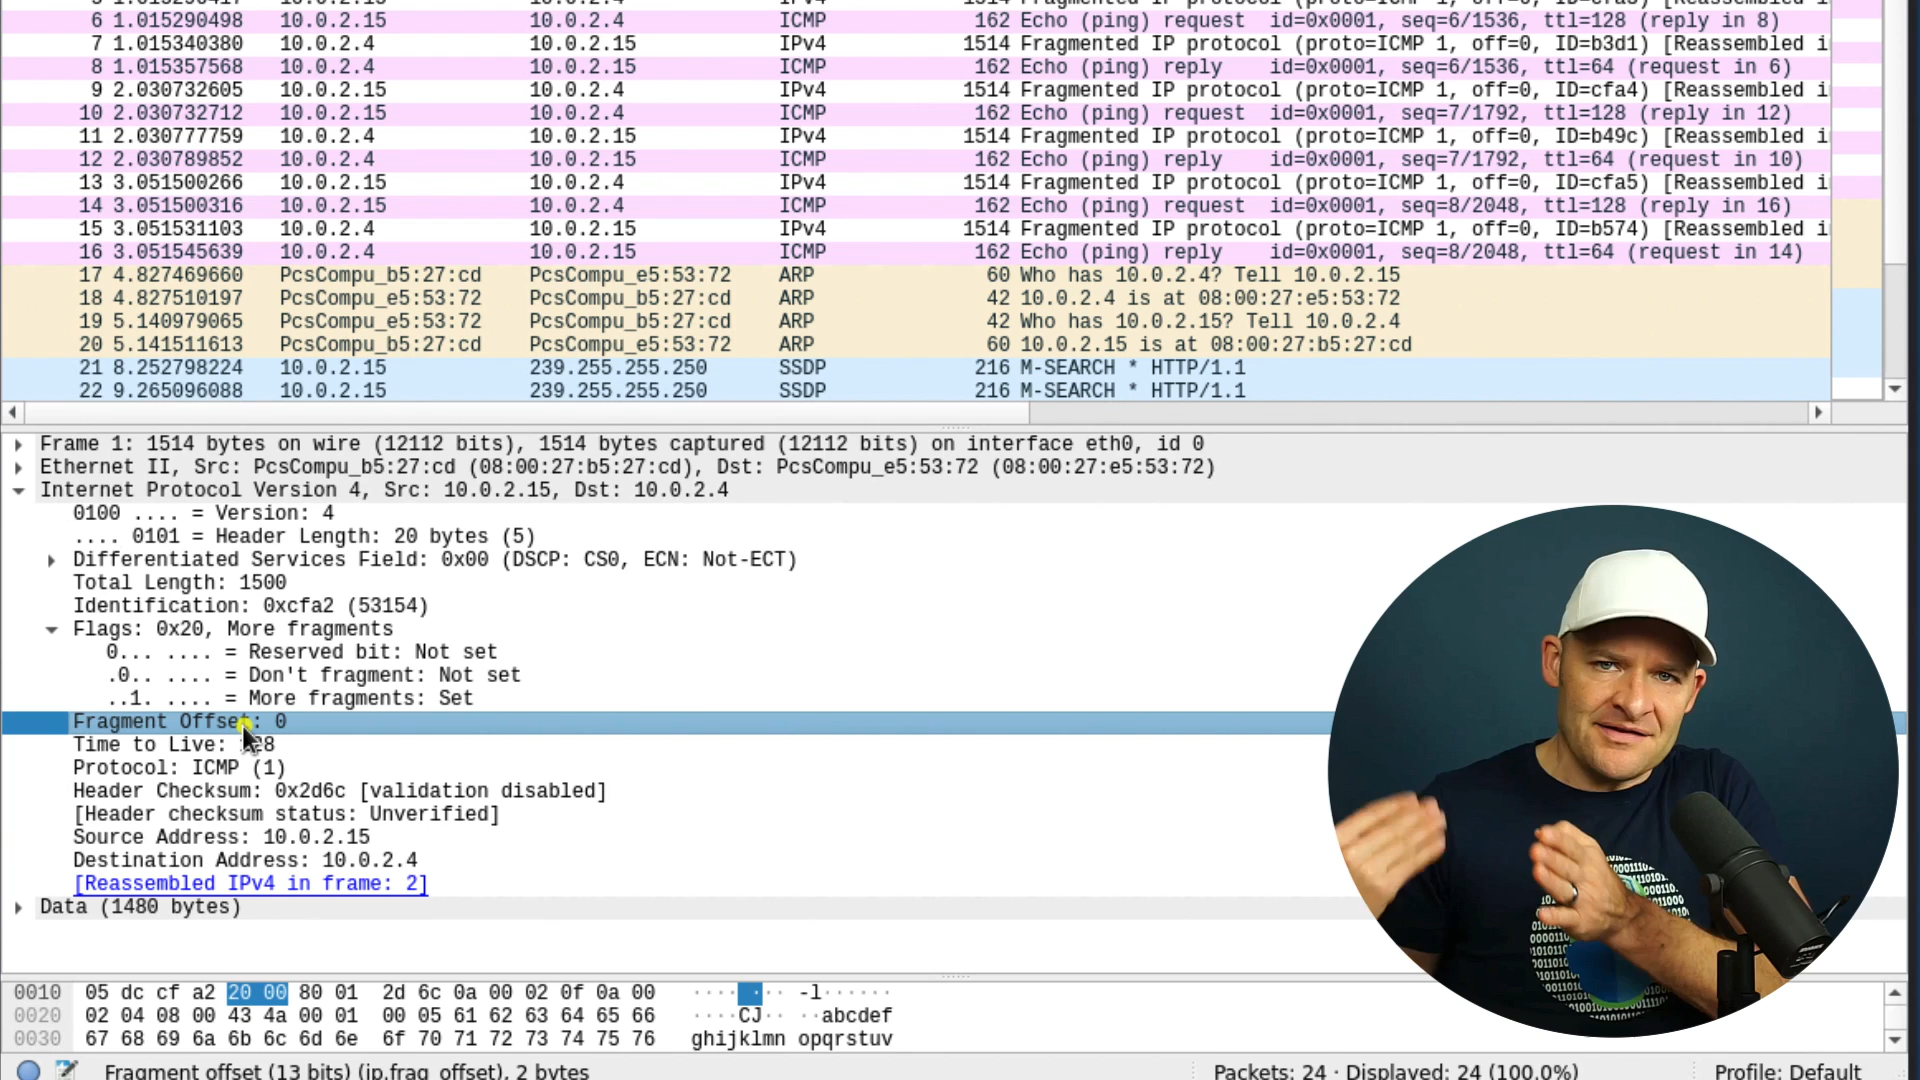 6 1.015290498 10.0.2.15 10.0.2.4 ICMP 162 Echo (ping) request id=0x0001, seq=6/1536, ttl=128 (reply in 8)
7 1.015340380 10.0.2.4 10.0.2.15 IPv4 1514 Fragmented IP protocol (proto=ICMP 1, off=0, ID=b3d1) [Reassembled i
8 1.015357568 10.0.2.4 10.0.2.15 ICMP 162 Echo (ping) reply id=0x0001, seq=6/1536, ttl=64 (request in 6)
9 2.030732605 10.0.2.15 10.0.2.4 IPv4 1514 Fragmented IP protocol (proto=ICMP 1, off=0, ID=cfa4) [Reassembled i
10 2.030732712 10.0.2.15 10.0.2.4 ICMP 162 Echo (ping) request id=0x0001, seq=7/1792, ttl=128 (reply in 12)
11 2.030777759 10.0.2.4 10.0.2.15 IPv4 1514 Fragmented IP protocol (proto=ICMP 1, off=0, ID=b49c) [Reassembled i
12 2.030789852 10.0.2.4 10.0.2.15 ICMP 162 Echo (ping) reply id=0x0001, seq=7/1792, ttl=64 (request in 10)
13 3.051500266 10.0.2.15 10.0.2.4 IPv4 1514 Fragmented IP protocol (proto=ICMP 1, off=0, ID=cfa5) [Reassembled i
14 3.051500316 10.0.2.15 10.0.2.4 ICMP 162 Echo (ping) request id=0x0001, seq=8/2048, ttl=128 (reply in 16)
15 3.051531103 10.0.2.4 10.0.2.15 IPv4 1514 Fragmented IP protocol (proto=ICMP 1, off=0, ID=b574) [Reassembled i
16 3.051545639 10.0.2.4 10.0.2.15 ICMP 162 Echo (ping) reply id=0x0001, seq=8/2048, ttl=64 (request in 14)
17 4.827469660 PcsCompu_b5:27:cd PcsCompu_e5:53:72 ARP 60 Who has 10.0.2.4? Tell 10.0.2.15
18 4.827510197 PcsCompu_e5:53:72 PcsCompu_b5:27:cd ARP 42 10.0.2.4 is at 08:00:27:e5:53:72
19 5.140979065 PcsCompu_e5:53:72 PcsCompu_b5:27:cd ARP 42 Who has 10.0.2.15? Tell 10.0.2.4
20 5.141511613 PcsCompu_b5:27:cd PcsCompu_e5:53:72 ARP 60 10.0.2.15 is at 08:00:27:b5:27:cd
21 8.252798224 10.0.2.15 239.255.255.250 SSDP 216 M-SEARCH * HTTP/1.1
22 9.265096088 10.0.2.15 239.255.255.250 SSDP 216 M-SEARCH * HTTP/1.1
Frame 1: 1514 bytes on wire (12112 bits), 1514 bytes captured (12112 bits) on interface eth0, id 0
Ethernet II, Src: PcsCompu_b5:27:cd (08:00:27:b5:27:cd), Dst: PcsCompu_e5:53:72 (08:00:27:e5:53:72)
Internet Protocol Version 4, Src: 10.0.2.15, Dst: 10.0.2.4
0100 .... = Version: 4
.... 0101 = Header Length: 20 bytes (5)
Differentiated Services Field: 0x00 (DSCP: CS0, ECN: Not-ECT)
Total Length: 1500
Identification: 0xcfa2 (53154)
Flags: 0x20, More fragments
0... .... = Reserved bit: Not set
.0.. .... = Don't fragment: Not set
..1. .... = More fragments: Set
Fragment Offset: 0
Time to Live: 128
Protocol: ICMP (1)
Header Checksum: 0x2d6c [validation disabled]
[Header checksum status: Unverified]
Source Address: 10.0.2.15
Destination Address: 10.0.2.4
[Reassembled IPv4 in frame: 2]
Data (1480 bytes)
0010 05 dc cf a2 20 00 80 01 2d 6c 0a 00 02 0f 0a 00 ···· ··· -l······
0020 02 04 08 00 43 4a 00 01 00 05 61 62 63 64 65 66 ····CJ·· ··abcdef
0030 67 68 69 6a 6b 6c 6d 6e 6f 70 71 72 73 74 75 76 ghijklmn opqrstuv
Fragment offset (13 bits) (ip.frag_offset), 2 bytes Packets: 24 · Displayed: 24 (100.0%) Profile: Default